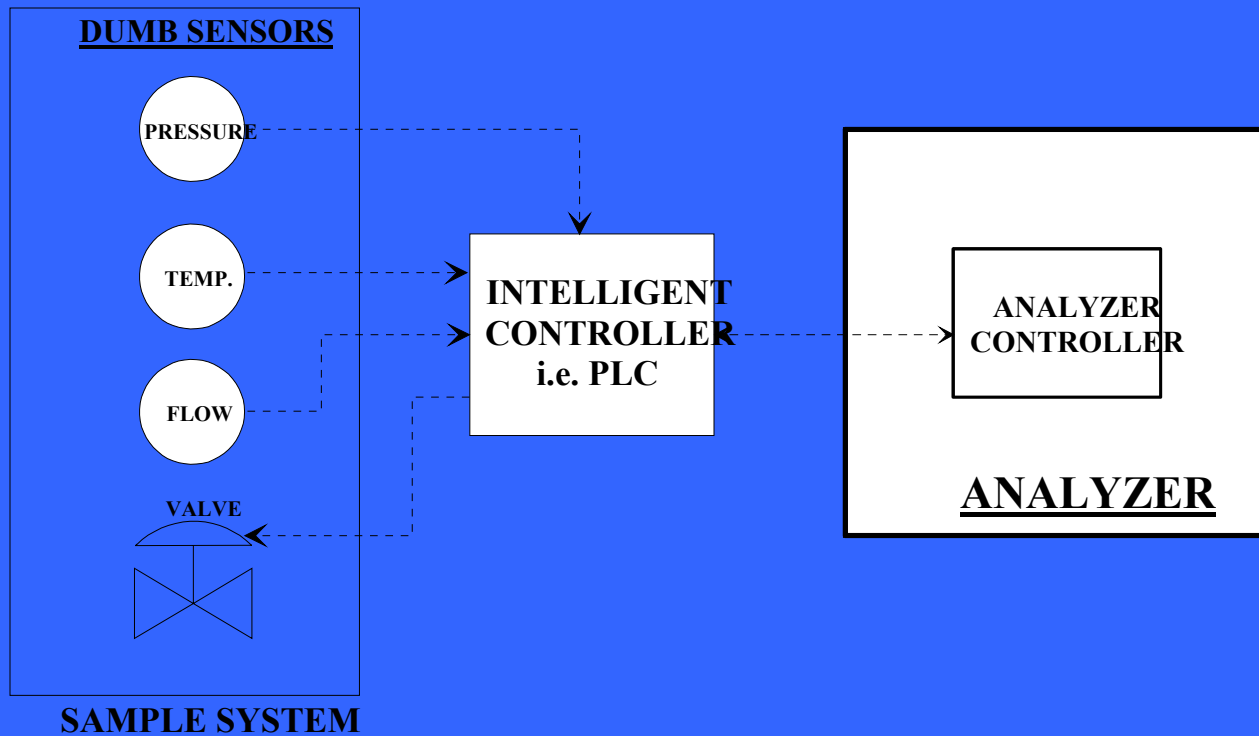 DUMB SENSORS
PRESSURE
TEMP.
FLOW
VALVE
SAMPLE SYSTEM
INTELLIGENT
CONTROLLER
i.e. PLC
ANALYZER
CONTROLLER
ANALYZER